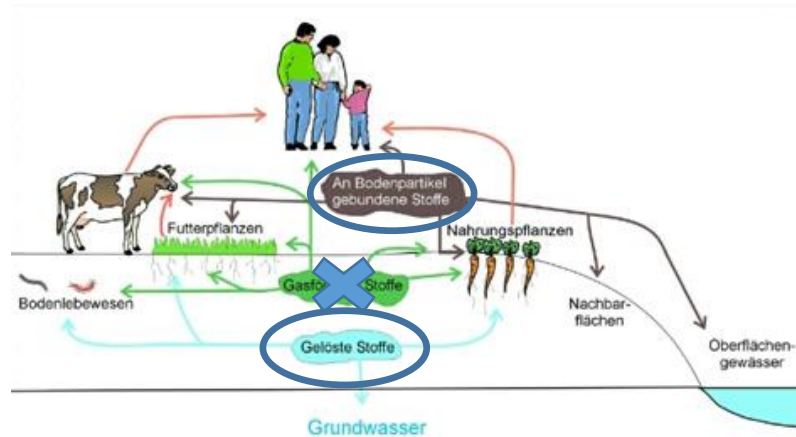 An Bodenpartikel
gebundene Stoffe
Futterpflanzen
Nahrungspflanzen
Stoffe
Bodenlebewesen
Nachbar-
flächen
Gelöste Stoffe
Oberflächen-
gewässer
Grundwasser